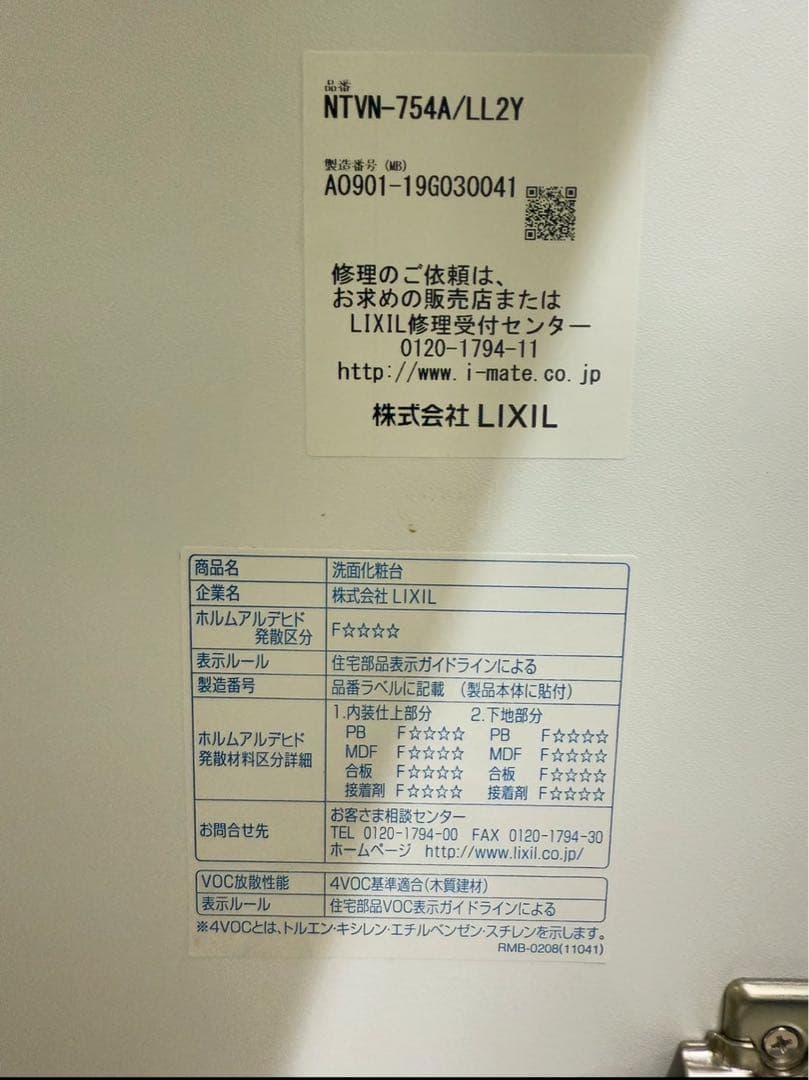 品番
NTVN-754A/LL2Y
製造番号(MB)
A0901-19G030041
修理のご依頼は、
お求めの販売店または
LIXIL修理受付センター
0120-1794-11
http://www.i-mate.co.jp
株式会社 LIXIL
商品名 洗面化粧台
企業名 株式会社 LIXIL
ホルムアルデヒド
発散区分 F☆☆☆☆
表示ルール 住宅部品表示ガイドラインによる
製造番号 品番ラベルに記載 (製品本体に貼付)
ホルムアルデヒド
発散材料区分詳細
1.内装仕上部分 2.下地部分
PB F☆☆☆☆ PB F☆☆☆☆
MDF F☆☆☆☆ MDF F☆☆☆☆
合板 F☆☆☆☆ 合板 F☆☆☆☆
接着剤 F☆☆☆☆ 接着剤 F☆☆☆☆
お問合せ先
お客さま相談センター
TEL 0120-1794-00 FAX 0120-1794-30
ホームページ http://www.lixil.co.jp/
VOC放散性能 4VOC基準適合(木質建材)
表示ルール 住宅部品VOC表示ガイドラインによる
※4VOCとは、トルエン・キシレン・エチルベンゼン・スチレンを示します。
RMB-0208(11041)